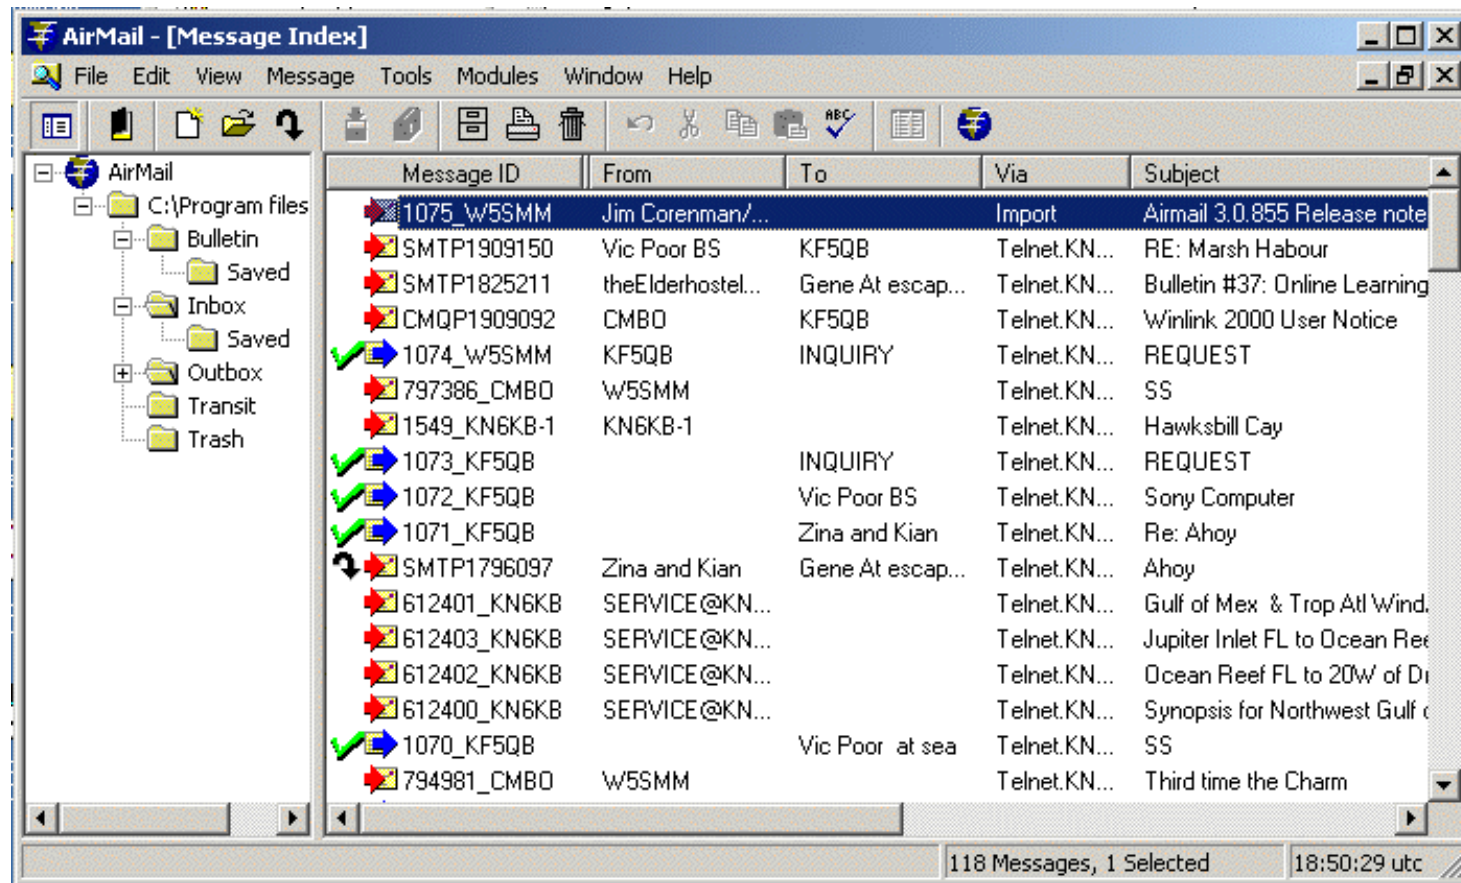 AirMail - [Message Index]
File Edit View Message Tools Modules Window Help
ABC
AirMail
C:\Program files
Bulletin
Saved
Inbox
Saved
Outbox
Transit
Trash
Message ID From To Via Subject
1075_W5SMM Jim Corenman/... Import Airmail 3.0.855 Release note
SMTP1909150 Vic Poor BS KF5QB Telnet.KN... RE: Marsh Habour
SMTP1825211 theElderhostel... Gene At escap... Telnet.KN... Bulletin #37: Online Learning
CMQP1909092 CMBO KF5QB Telnet.KN... Winlink 2000 User Notice
1074_W5SMM KF5QB INQUIRY Telnet.KN... REQUEST
797386_CMBO W5SMM Telnet.KN... SS
1549_KN6KB-1 KN6KB-1 Telnet.KN... Hawksbill Cay
1073_KF5QB INQUIRY Telnet.KN... REQUEST
1072_KF5QB Vic Poor BS Telnet.KN... Sony Computer
1071_KF5QB Zina and Kian Telnet.KN... Re: Ahoy
SMTP1796097 Zina and Kian Gene At escap... Telnet.KN... Ahoy
612401_KN6KB SERVICE@KN... Telnet.KN... Gulf of Mex & Trop Atl Wind
612403_KN6KB SERVICE@KN... Telnet.KN... Jupiter Inlet FL to Ocean Ree
612402_KN6KB SERVICE@KN... Telnet.KN... Ocean Reef FL to 20W of
612400_KN6KB SERVICE@KN... Telnet.KN... Synopsis for Northwest Gulf
1070_KF5QB Vic Poor at sea Telnet.KN... SS
794981_CMBO W5SMM Telnet.KN... Third time the Charm
118 Messages, 1 Selected 18:50:29 utc